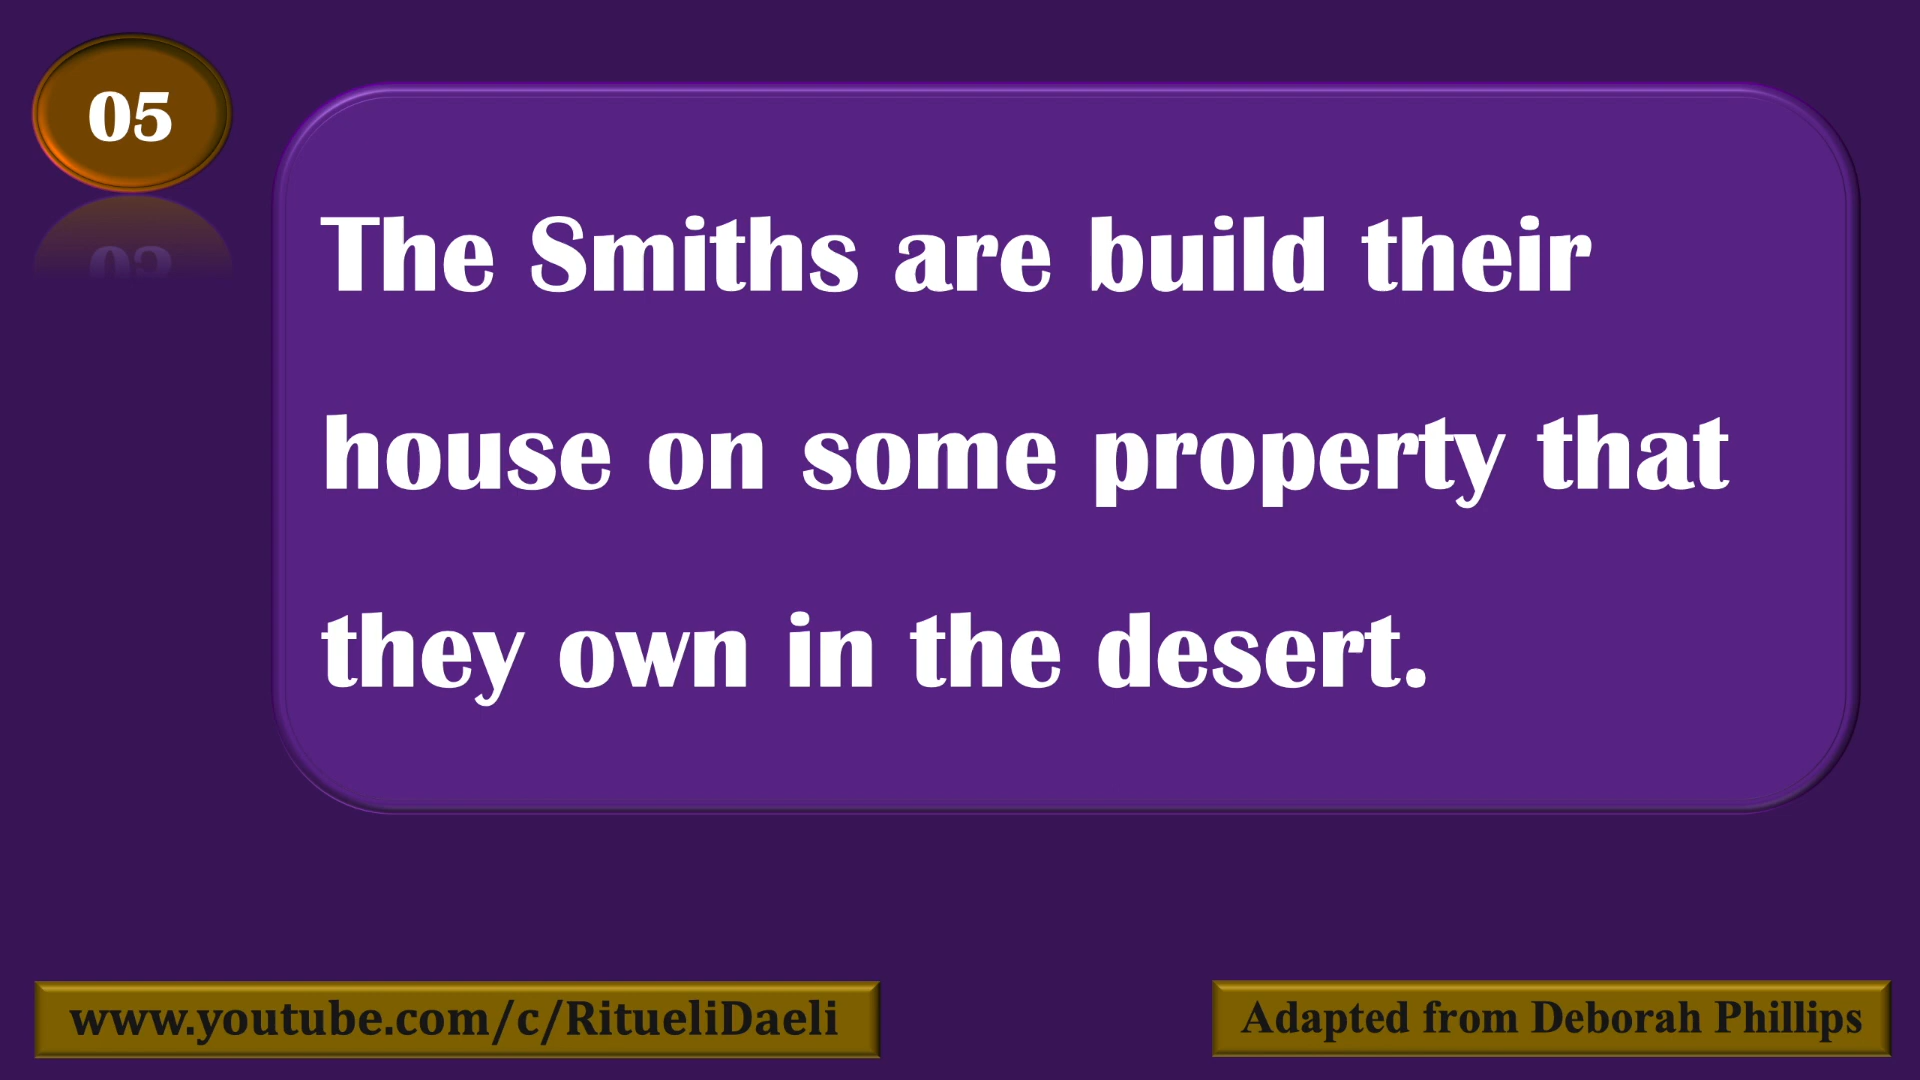 05
The Smiths are build their
house on some property that
they own in the desert.
www.youtube.com/c/RitueliDaeli
Adapted from Deborah Phillips